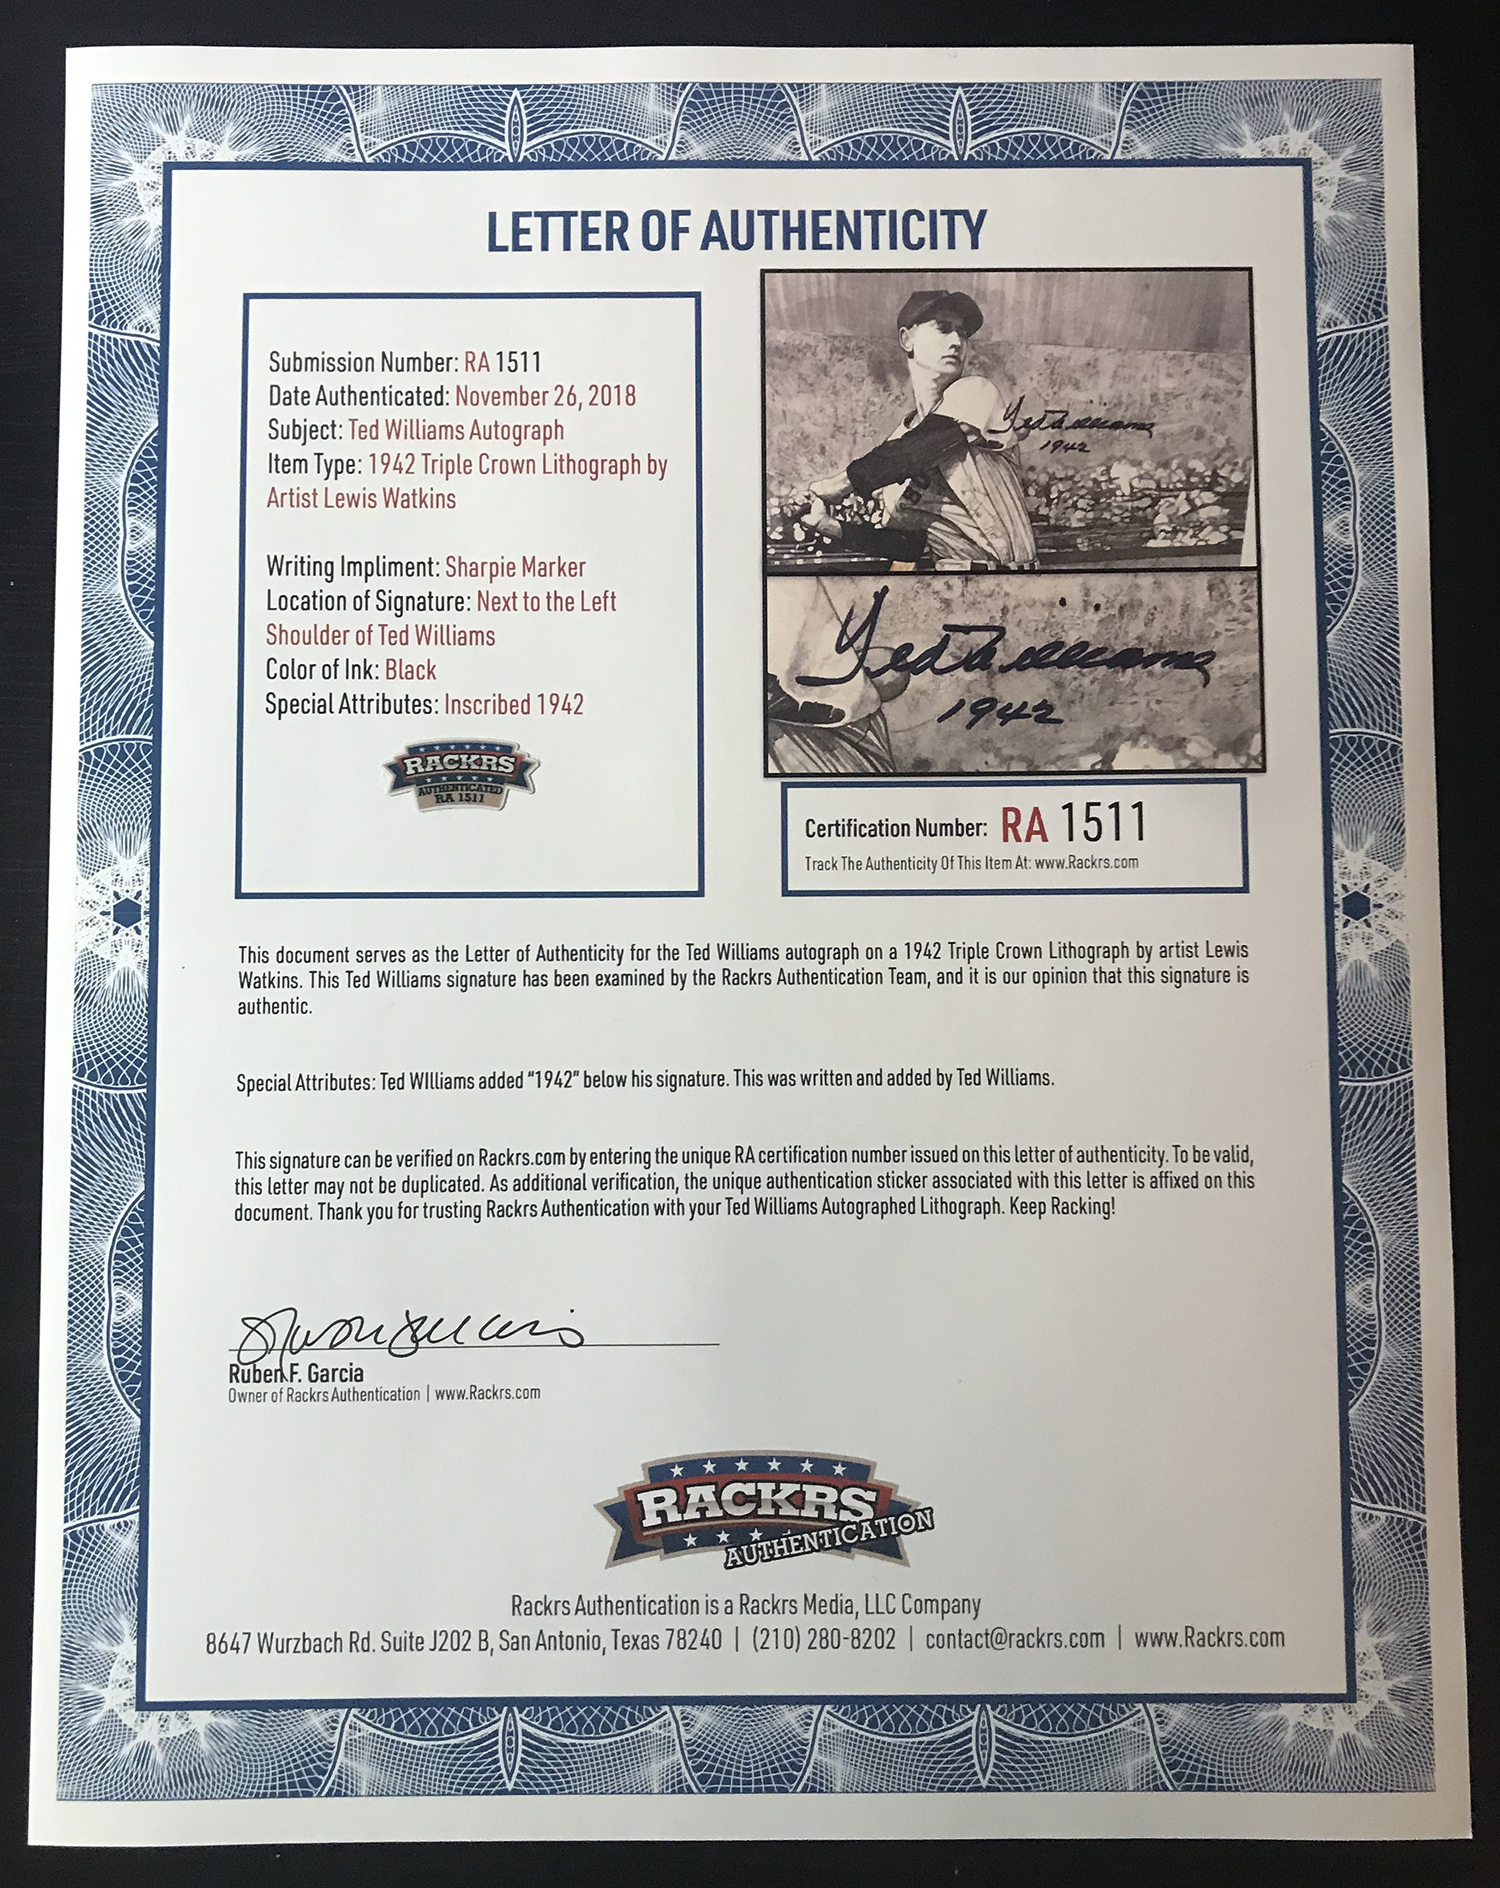 LETTER OF AUTHENTICITY
Submission Number: RA 1511
Date Authenticated: November 26, 2018
Subject: Ted Williams Autograph
Item Type: 1942 Triple Crown Lithograph by
Artist Lewis Watkins
Writing Impliment: Sharpie Marker
Location of Signature: Next to the Left
Shoulder of Ted Williams
Color of Ink: Black
Special Attributes: Inscribed 1942
RACKRS
AUTHENTICATED
RA 1511
Ted Williams
1942
Ted Williams
1942
Certification Number: RA 1511
Track The Authenticity Of This Item At: www.Rackrs.com
This document serves as the Letter of Authenticity for the Ted Williams autograph on a 1942 Triple Crown Lithograph by artist Lewis
Watkins. This Ted Williams signature has been examined by the Rackrs Authentication Team, and it is our opinion that this signature is
authentic.
Special Attributes: Ted WIlliams added "1942" below his signature. This was written and added by Ted Williams.
This signature can be verified on Rackrs.com by entering the unique RA certification number issued on this letter of authenticity. To be valid,
this letter may not be duplicated. As additional verification, the unique authentication sticker associated with this letter is affixed on this
document. Thank you for trusting Rackrs Authentication with your Ted Williams Autographed Lithograph. Keep Racking!
Ruben F. Garcia
Owner of Rackrs Authentication | www.Rackrs.com
RACKRS
AUTHENTICATION
Rackrs Authentication is a Rackrs Media, LLC Company
8647 Wurzbach Rd. Suite J202 B, San Antonio, Texas 78240 | (210) 280-8202 | contact@rackrs.com | www.Rackrs.com